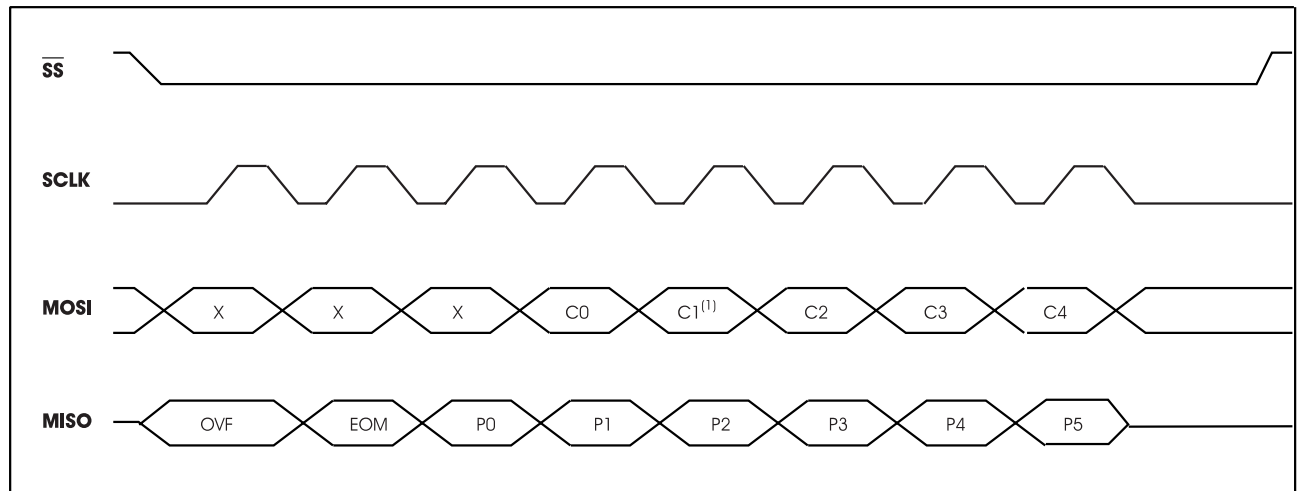 SS
SCLK
MOSI X X X C0 C1(1) C2 C3 C4
MISO OVF EOM P0 P1 P2 P3 P4 P5